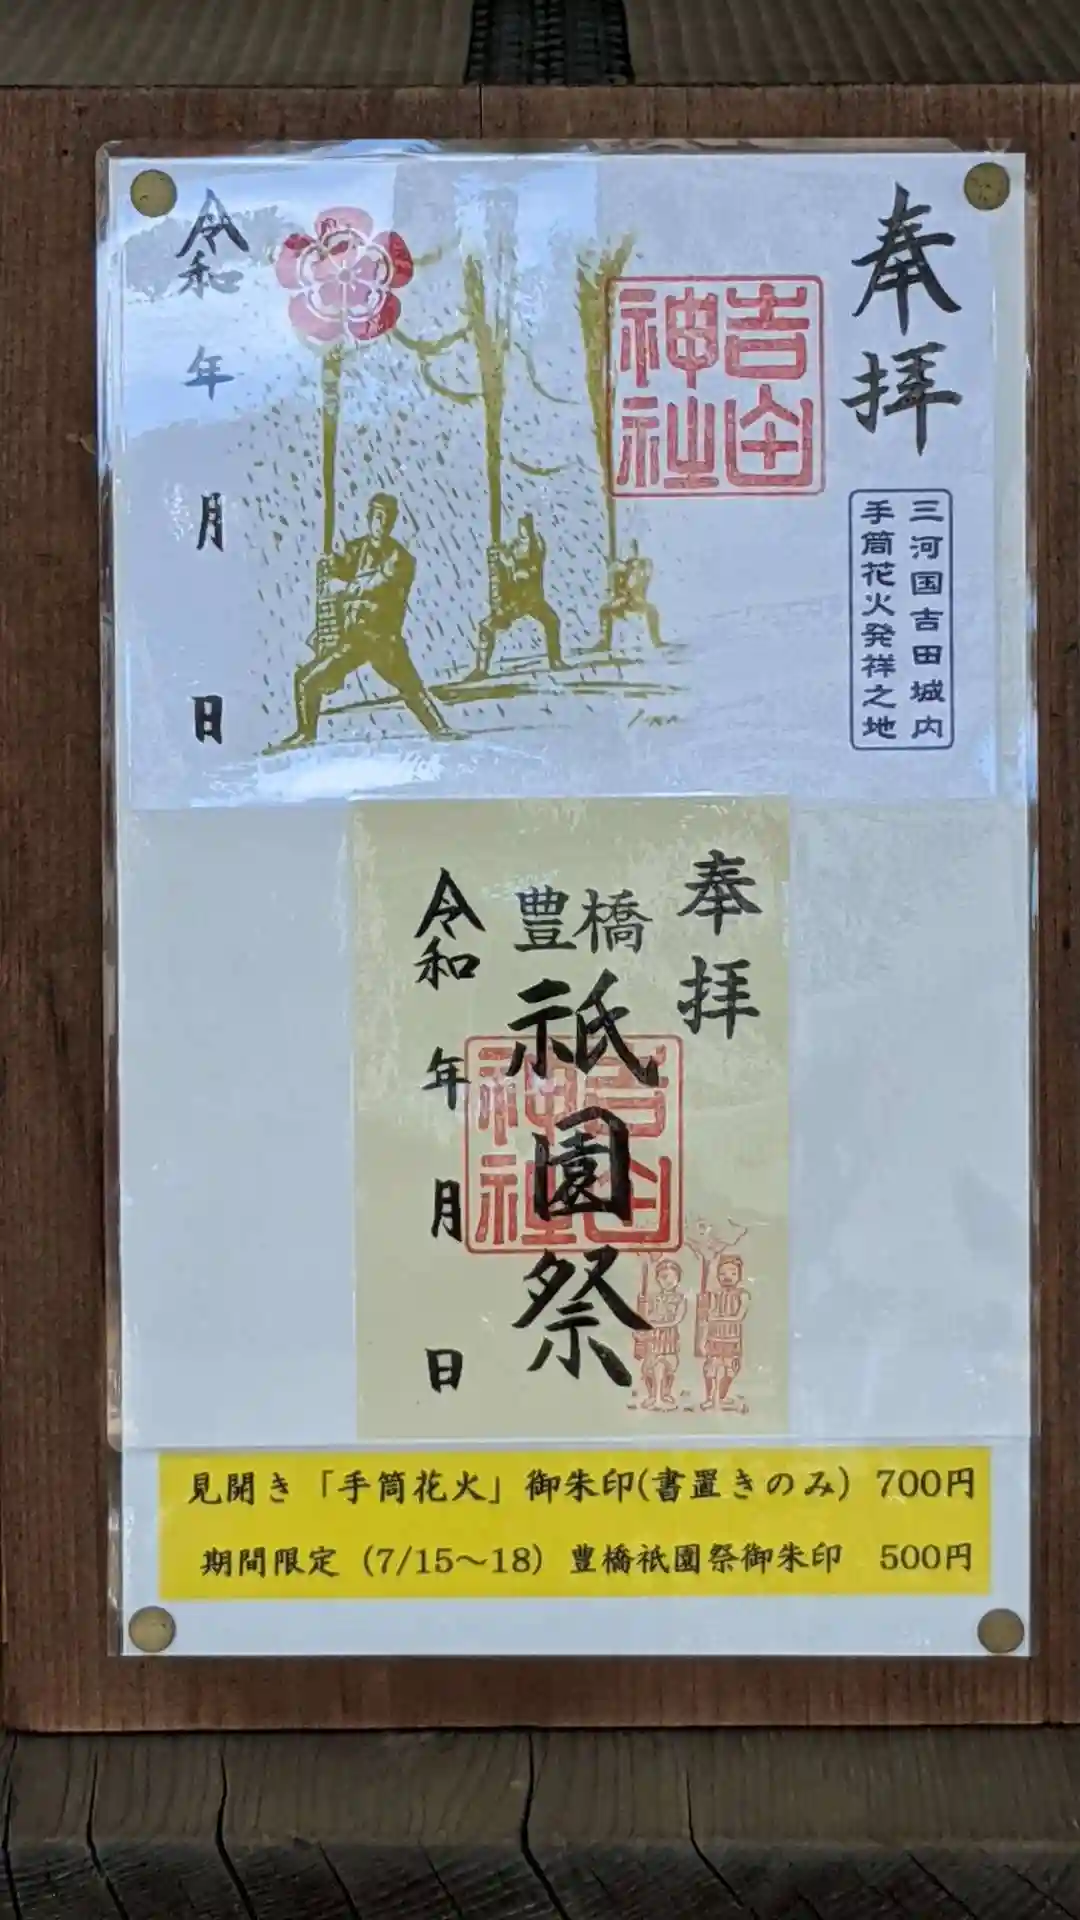 奉拝
吉田
神社
三河国吉田城内
手筒花火発祥之地
令和 年 月 日
奉拝
豊橋
祇園祭
吉田
神社
令和 年 月 日
見開き「手筒花火」御朱印(書置きのみ) 700円
期間限定 (7/15～18) 豊橋祇園祭御朱印 500円